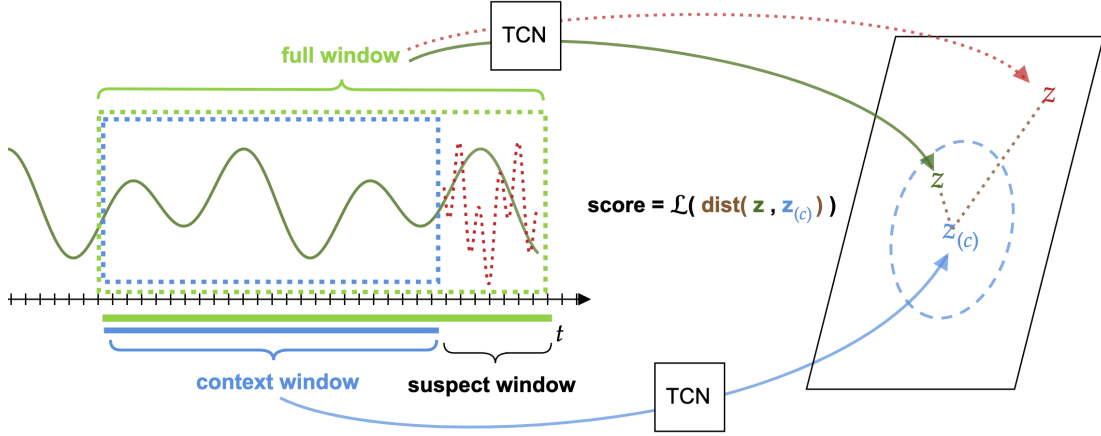 TCN
full window
z
z
score = ℒ( dist( z , z(c) ) )
z(c)
t
context window
suspect window
TCN